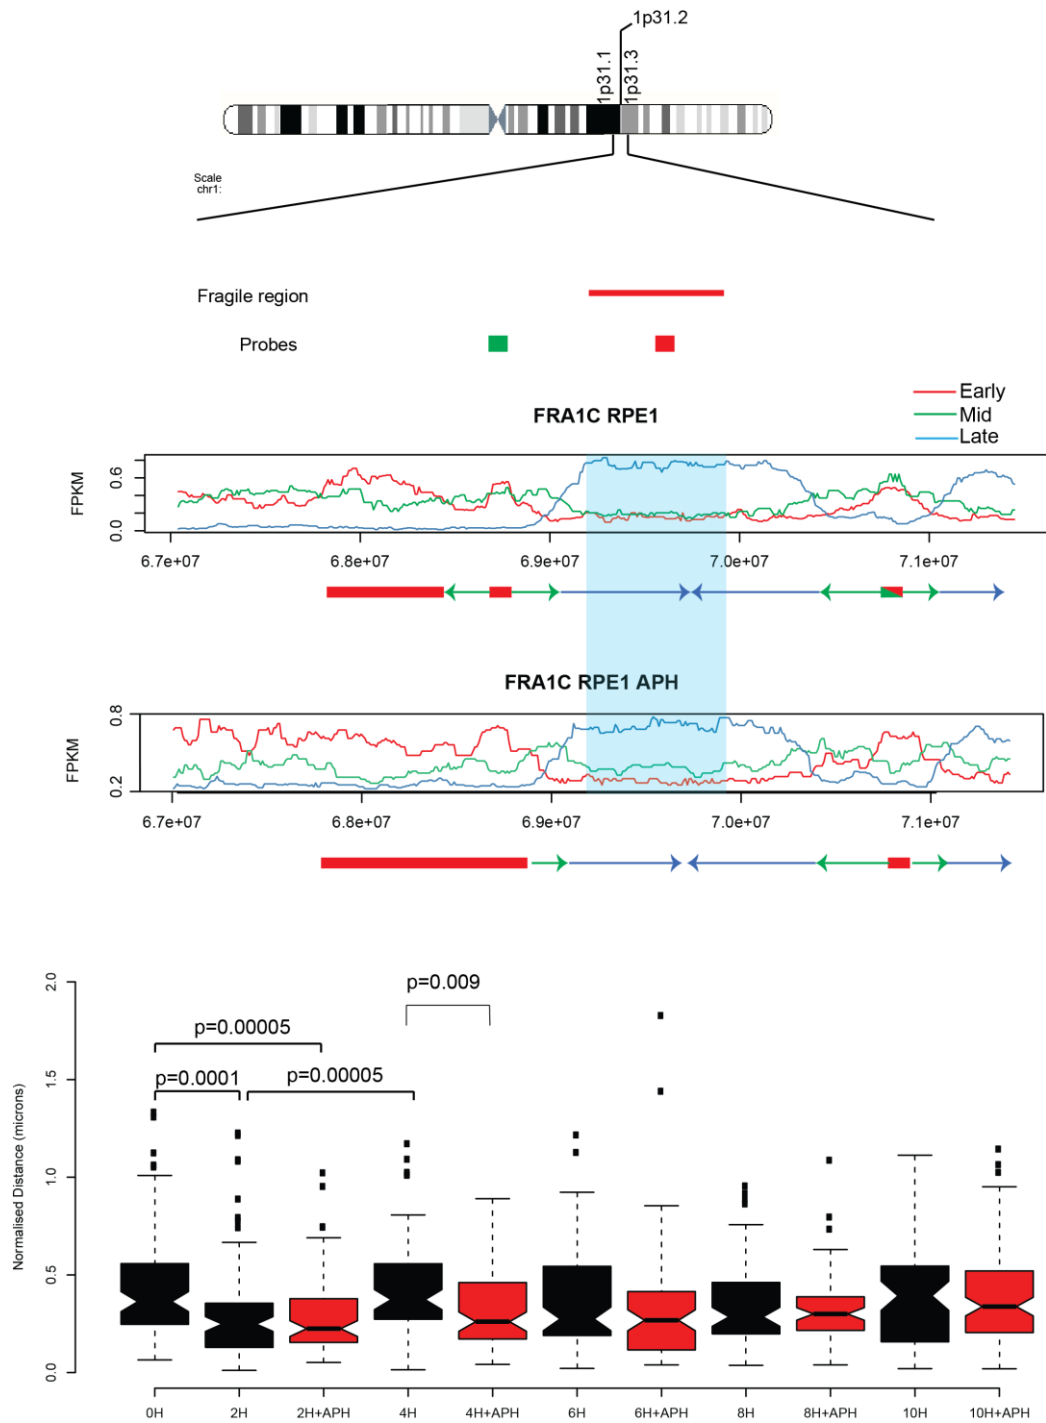 1p31.2
1p31.1
1p31.3
Scale
chr1:
Fragile region
Probes
Early
Mid
Late
FRA1C RPE1
FPKM
0.6
0.0
6.7e+07 6.8e+07 6.9e+07 7.0e+07 7.1e+07
FRA1C RPE1 APH
FPKM
0.8
0.2
6.7e+07 6.8e+07 6.9e+07 7.0e+07 7.1e+07
Normalised Distance (microns)
2.0
1.5
1.0
0.5
0.0
p=0.009
p=0.00005
p=0.0001
p=0.00005
0H 2H 2H+APH 4H 4H+APH 6H 6H+APH 8H 8H+APH 10H 10H+APH